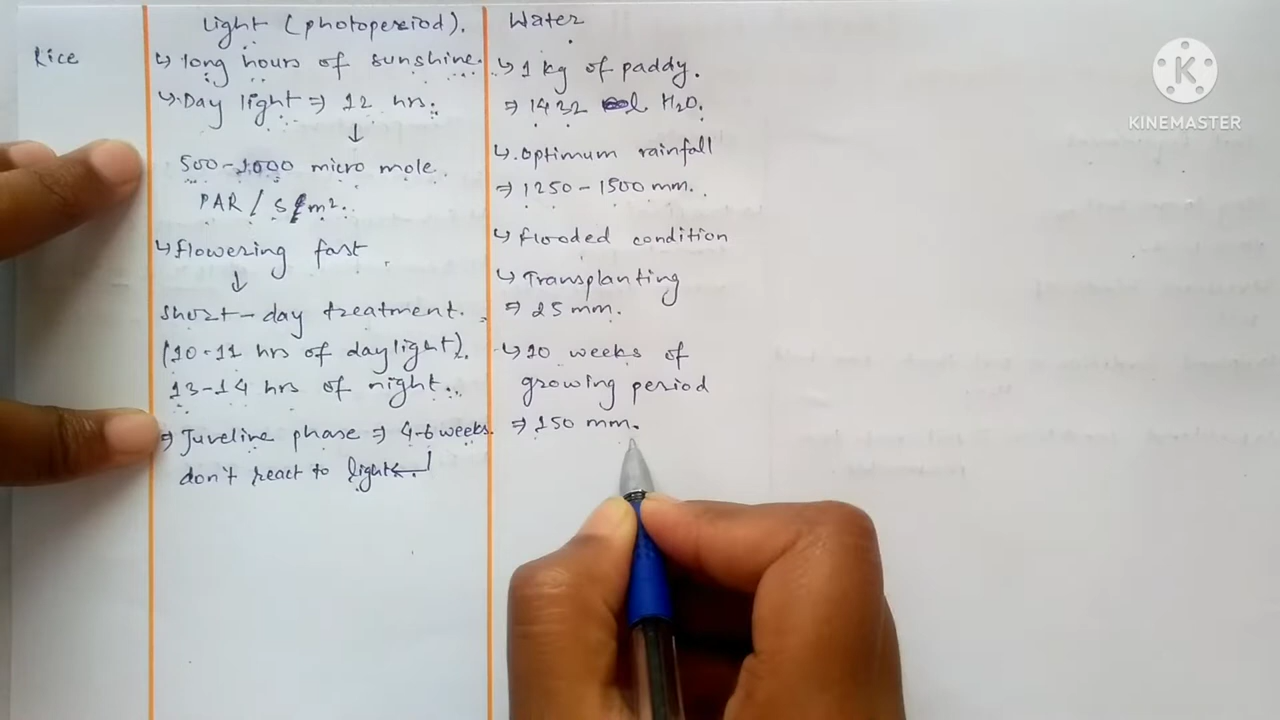 Rice
Light (photoperiod).
↳ long hours of sunshine.
↳ Day light ⇒ 12 hrs.
↓
500-1000 micro mole.
PAR / s/m².
↳ flowering fast
↓
short-day treatment.
(10-11 hrs of daylight).
13-14 hrs of night.
⇒ Juveline phase ⇒ 4-6 weeks.
don't react to light ↵
Water
↳ 1 kg of paddy.
⇒ 1432 l H₂O.
↳ Optimum rainfall
⇒ 1250-1500 mm.
↳ flooded condition
↳ Transplanting
⇒ 25 mm.
↳ 10 weeks of
growing period
⇒ 150 mm.
K
KINEMASTER